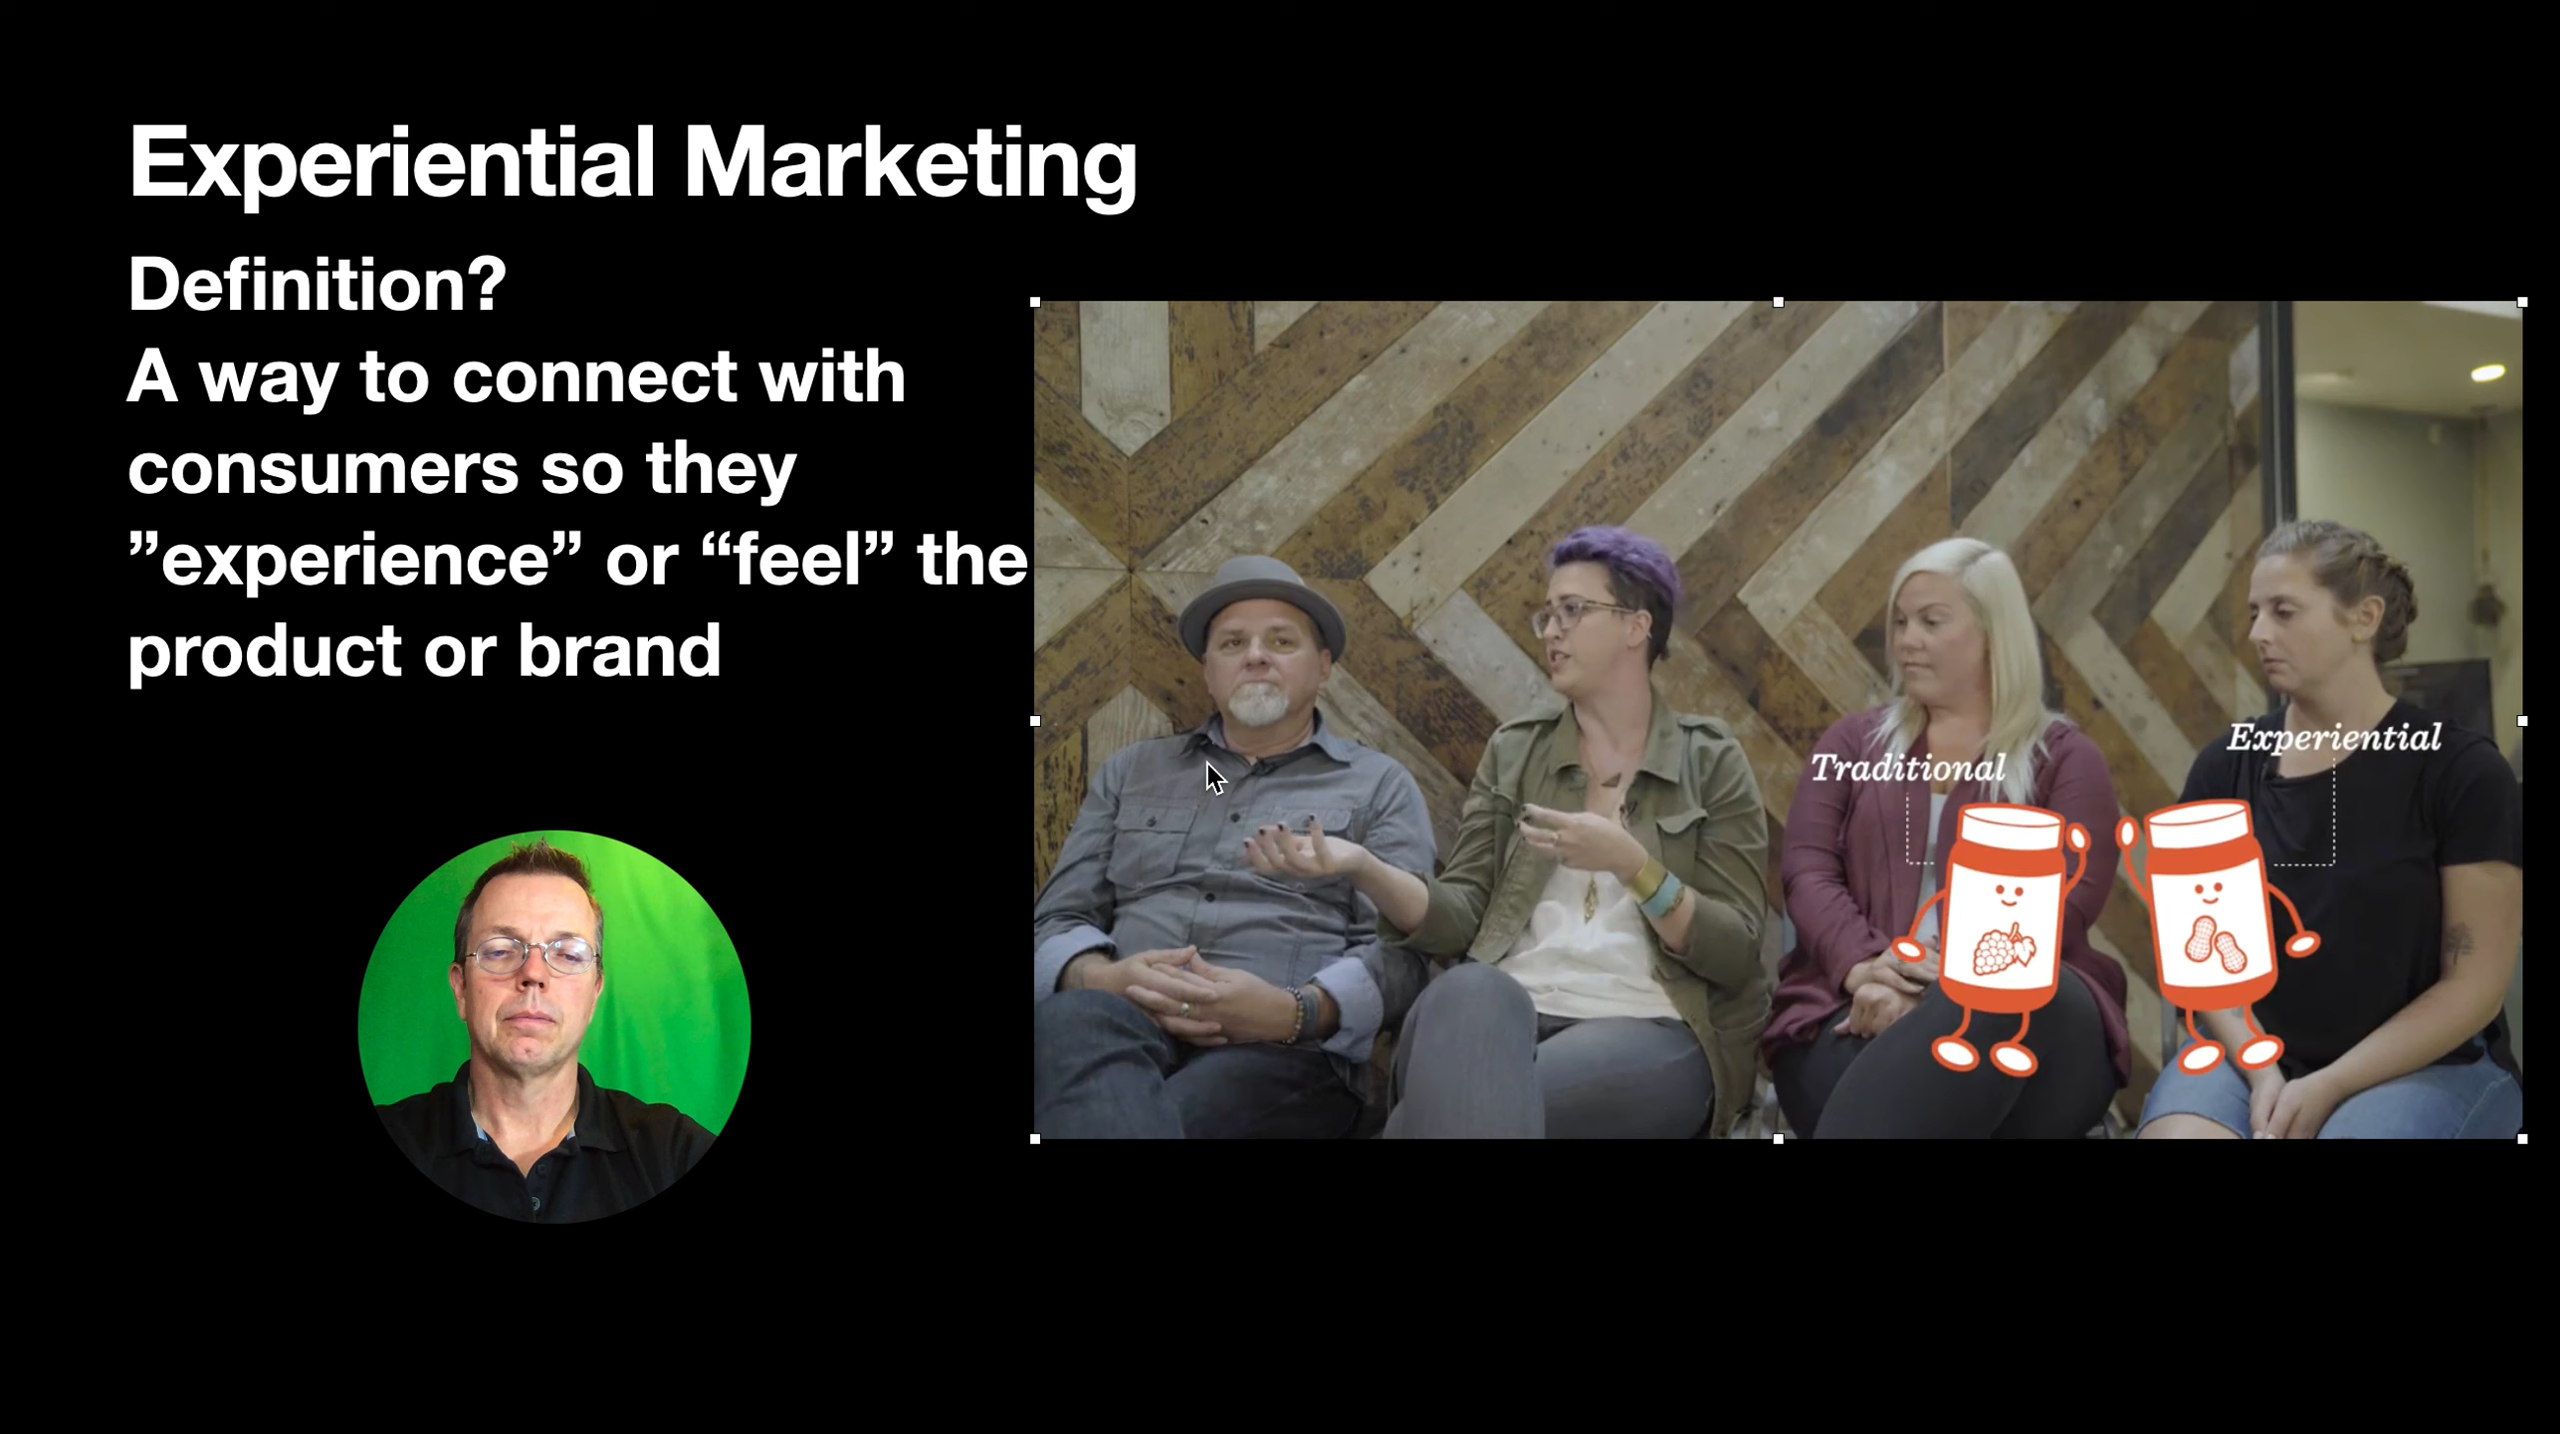 Experiential Marketing
Definition?
A way to connect with
consumers so they
”experience” or “feel” the
product or brand
Traditional
Experiential